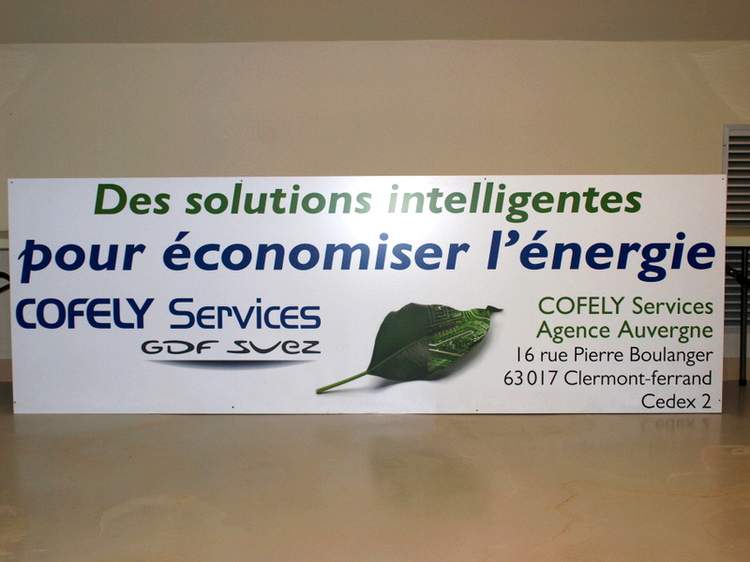 Des solutions intelligentes
pour économiser l'énergie
COFELY Services
GDF SUEZ
COFELY Services
Agence Auvergne
16 rue Pierre Boulanger
63017 Clermont-ferrand
Cedex 2